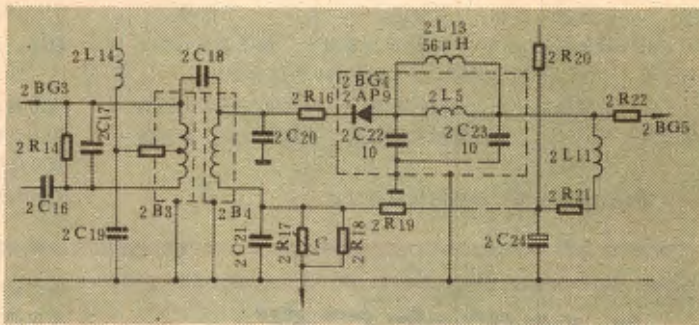 2L13
56μH
2L14
2C18
2R20
2BG4
2AP9
2R16
2BG3
2C17
2L5
2R22
2BG5
2C20
2C22
10
2C23
10
2R14
2L11
2C16
2R21
2B3
2B4
2R19
2C19
2C21
2R17
t°
2R18
2C24